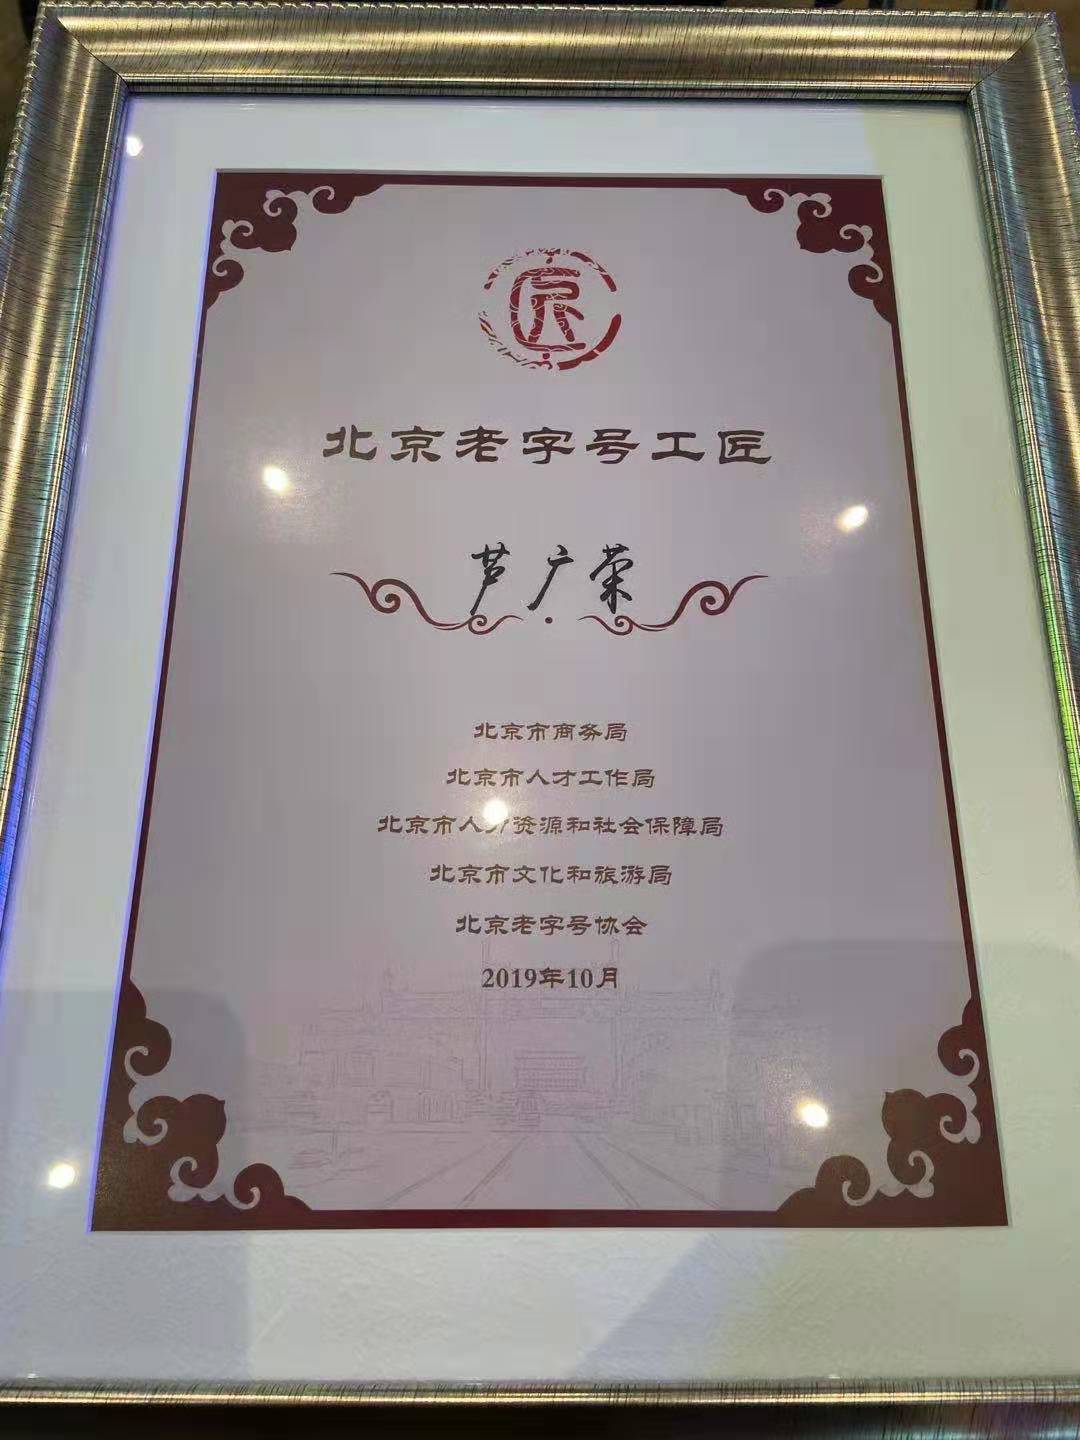 匠
北京老字号工匠
芦广荣
北京市商务局
北京市人才工作局
北京市人力资源和社会保障局
北京市文化和旅游局
北京老字号协会
2019年10月